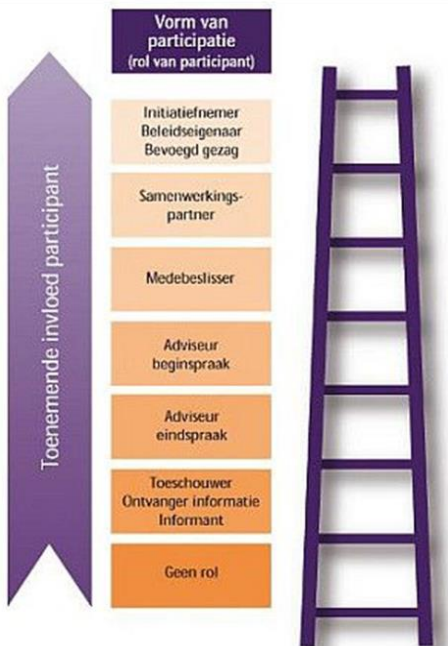 Vorm van
participatie
(rol van participant)
Toenemende invloed participant
Initiatiefnemer
Beleidseigenaar
Bevoegd gezag
Samenwerkings-
partner
Medebeslisser
Adviseur
beginspraak
Adviseur
eindspraak
Toeschouwer
Ontvanger informatie
Informant
Geen rol